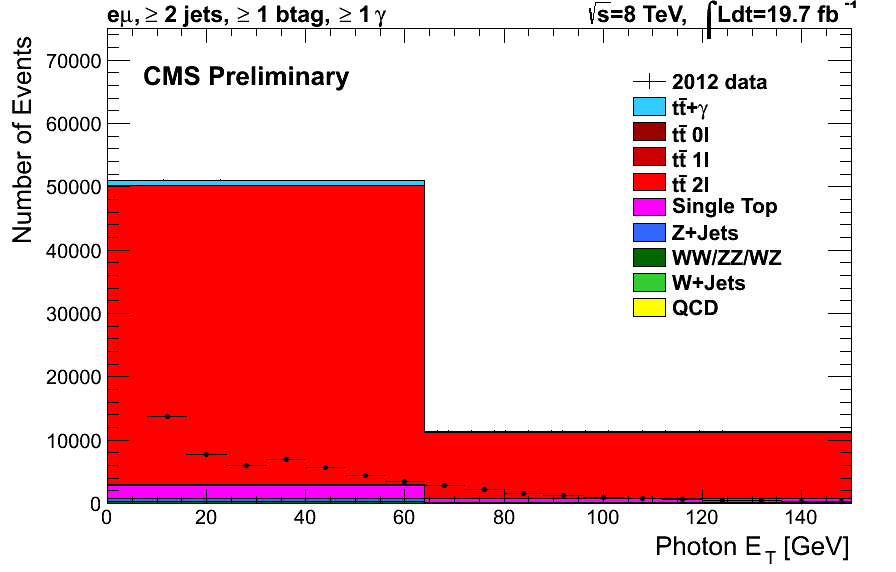 eμ, ≥ 2 jets, ≥ 1 btag, ≥ 1 γ
√s=8 TeV, ∫Ldt=19.7 fb⁻¹
CMS Preliminary
2012 data
tt̄+γ
tt̄ 0l
tt̄ 1l
tt̄ 2l
Single Top
Z+Jets
WW/ZZ/WZ
W+Jets
QCD
Number of Events
70000
60000
50000
40000
30000
20000
10000
0
0 20 40 60 80 100 120 140
Photon E_T [GeV]